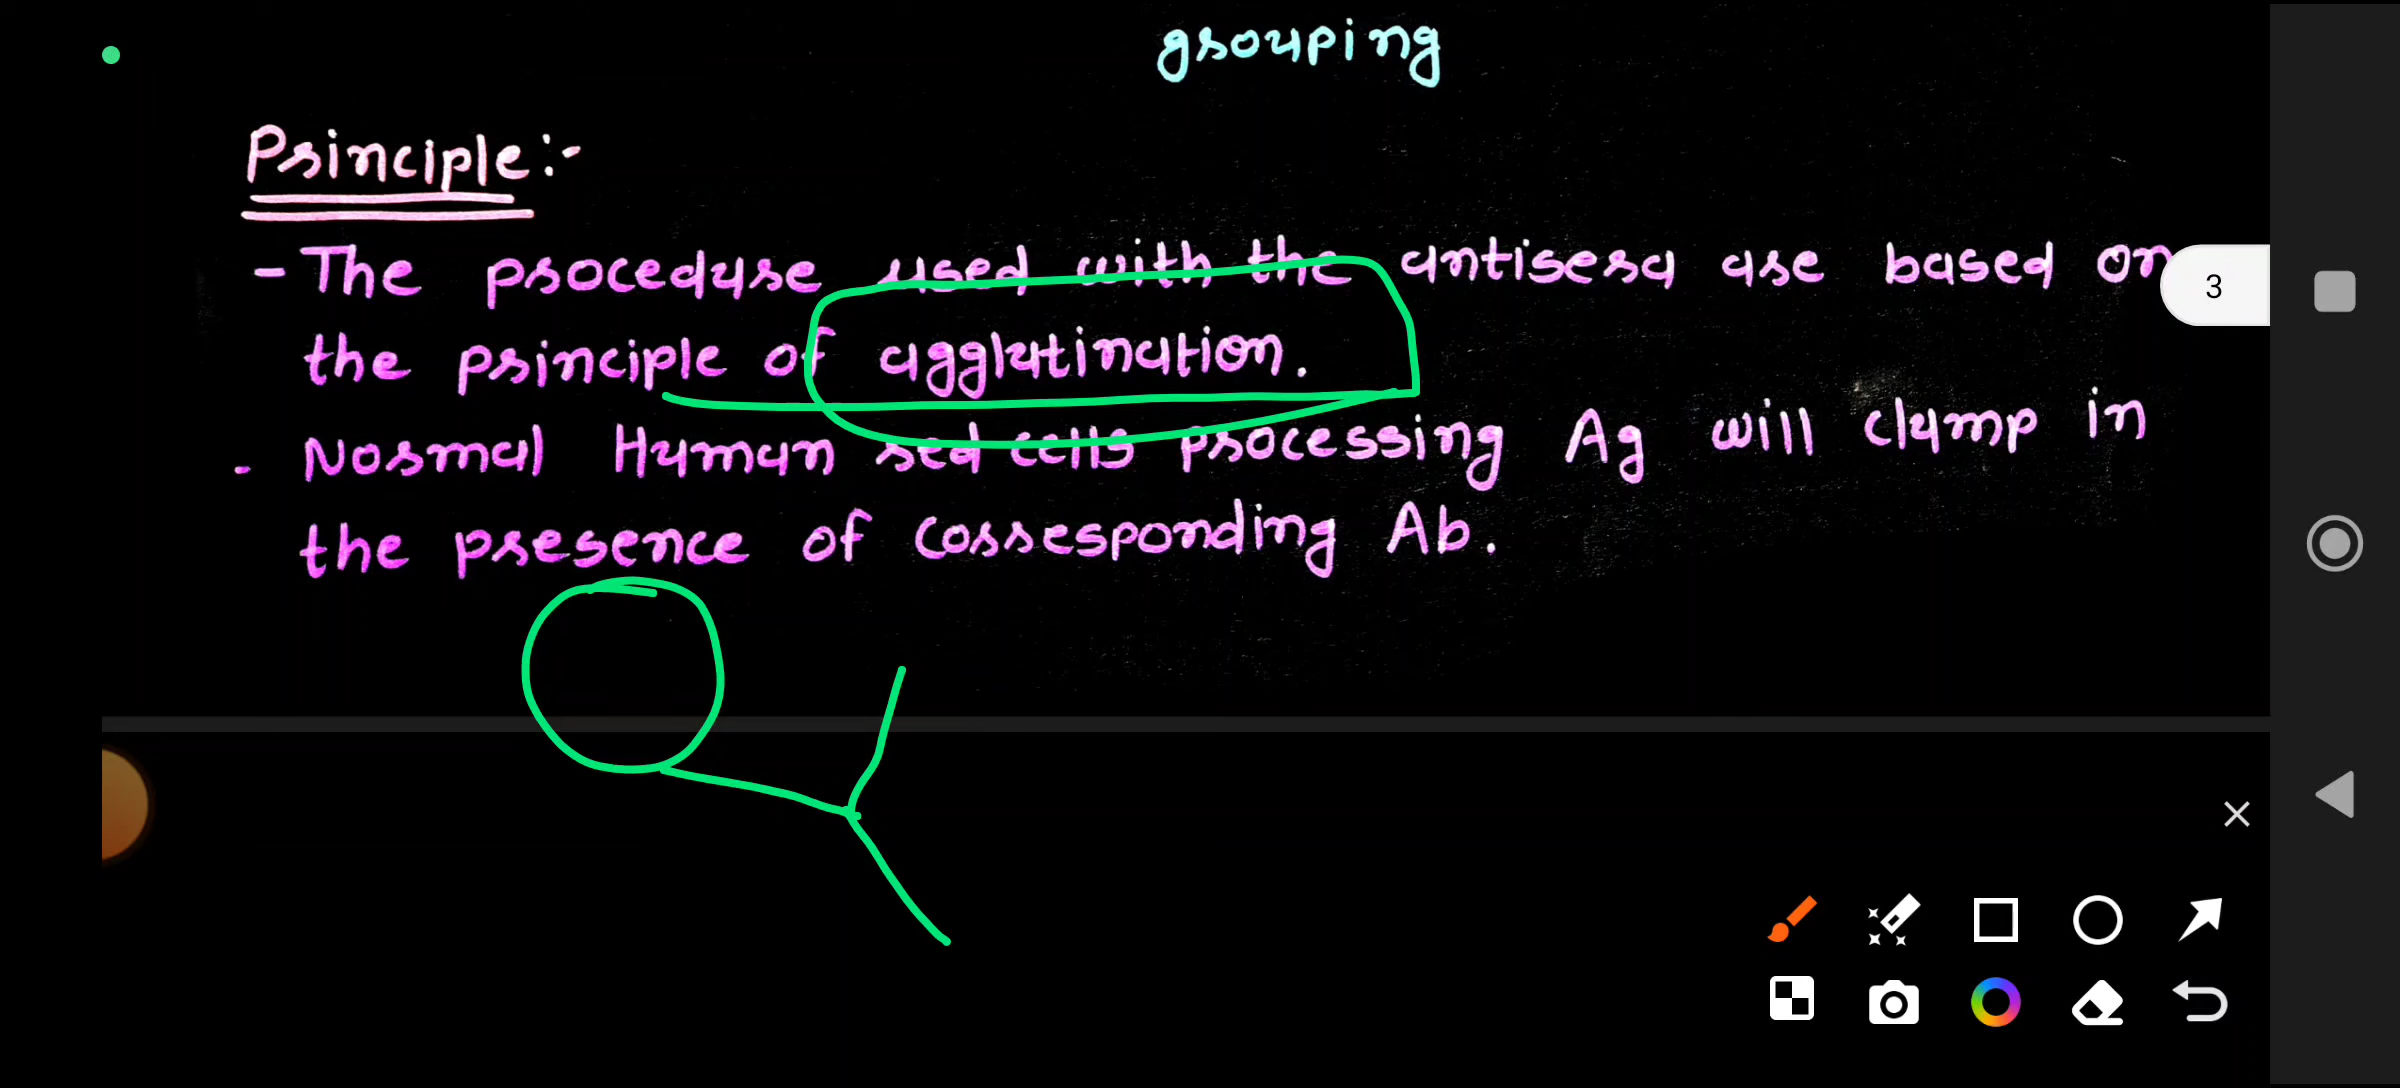 grouping
Principle:-
- The procedure used with the antisera are based on
the principle of agglutination.
- Normal Human red cells processing Ag will clump in
the presence of corresponding Ab.
3